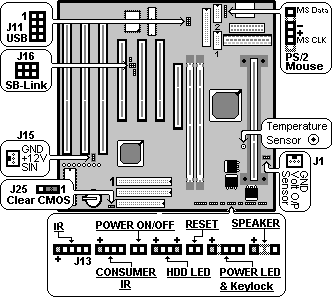 1
J11
USB
J16
SB-Link
MS Data
-
+
MS CLK
PS/2
Mouse
1
2
Temperature
Sensor
J15
GND
+12V
SIN
J1
GND
Volt O/P
Sensor
J25
Clear CMOS
IR
POWER ON/OFF
RESET
SPEAKER
+
+
+
+
+
J13
CONSUMER
IR
HDD LED
POWER LED
& Keylock